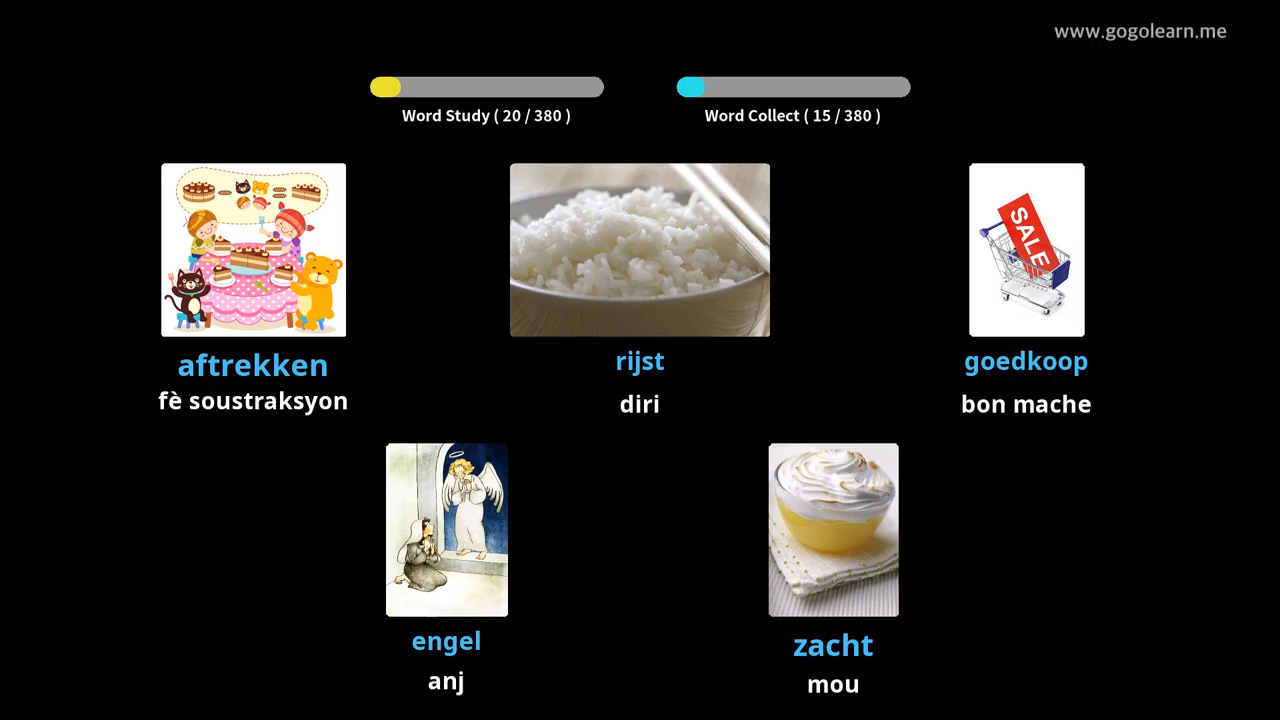 www.gogolearn.me
Word Study ( 20 / 380 )
Word Collect ( 15 / 380 )
SALE
aftrekken
fè soustraksyon
rijst
diri
goedkoop
bon mache
engel
anj
zacht
mou